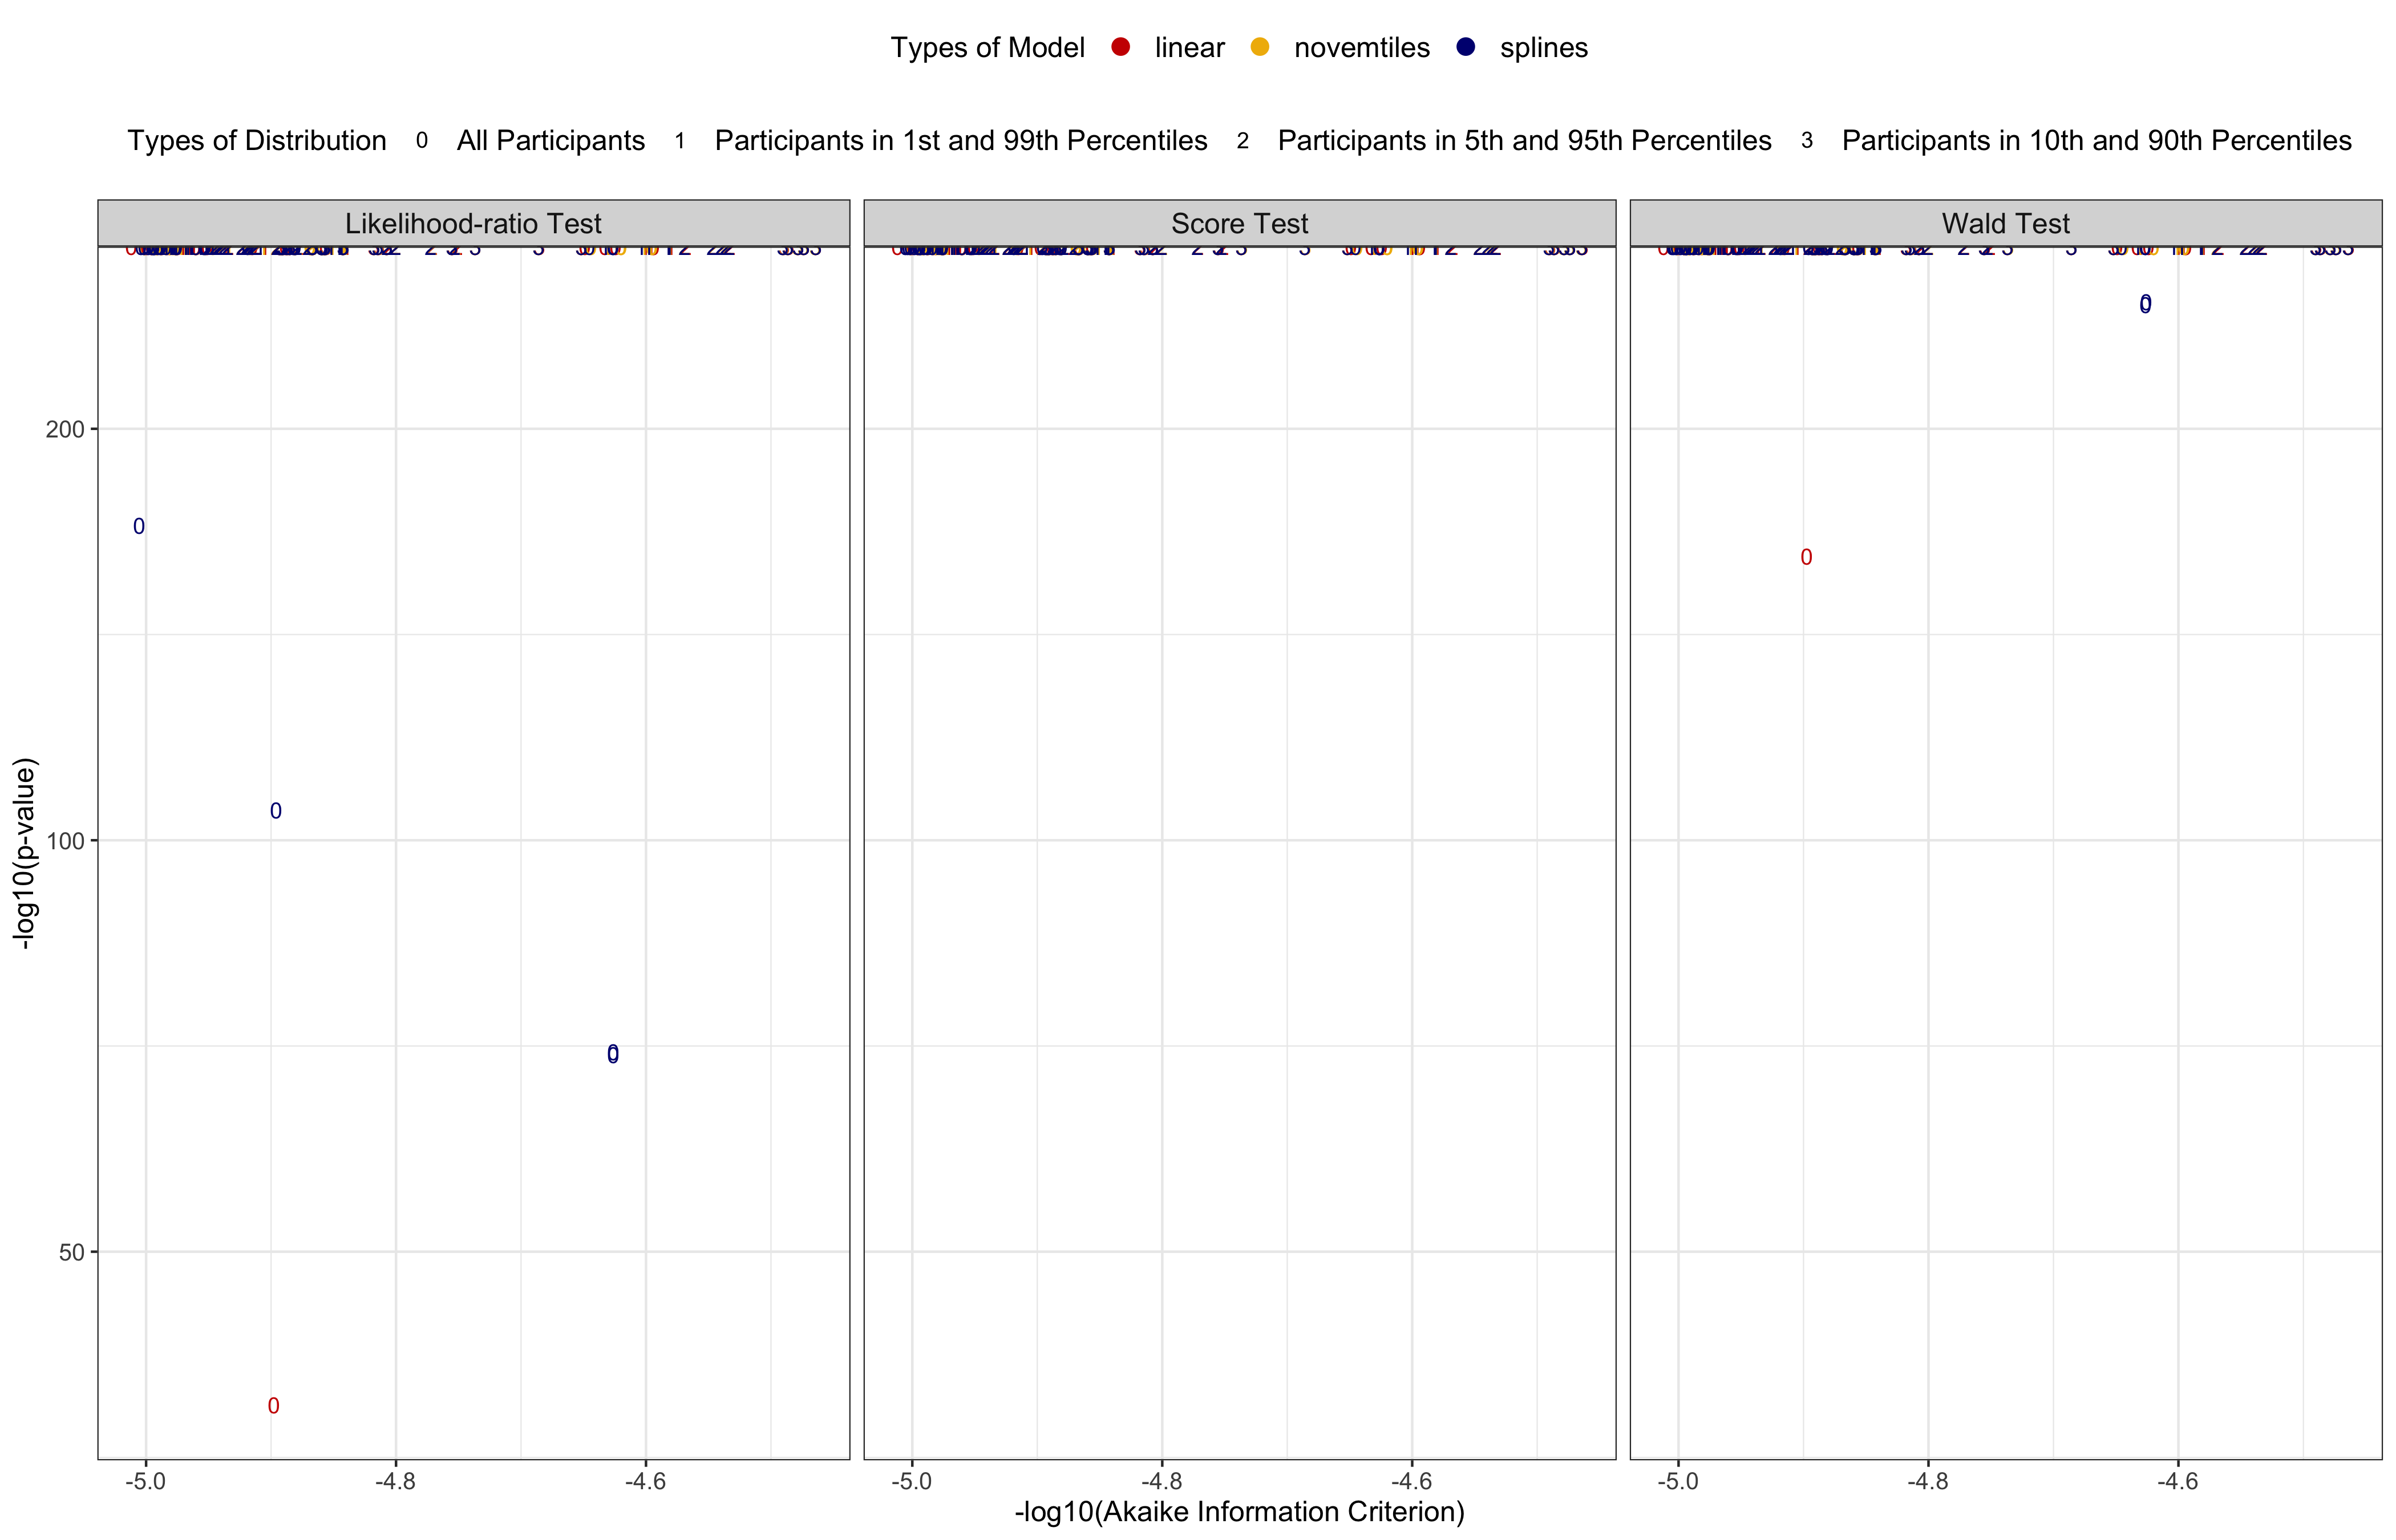 Types of Model linear novemtiles splines
Types of Distribution 0 All Participants 1 Participants in 1st and 99th Percentiles 2 Participants in 5th and 95th Percentiles 3 Participants in 10th and 90th Percentiles
Likelihood-ratio Test Score Test Wald Test
0
0
200
0
0
0
100
0
0
0
50
0
-log10(p-value)
-5.0 -4.8 -4.6 -5.0 -4.8 -4.6 -5.0 -4.8 -4.6
-log10(Akaike Information Criterion)